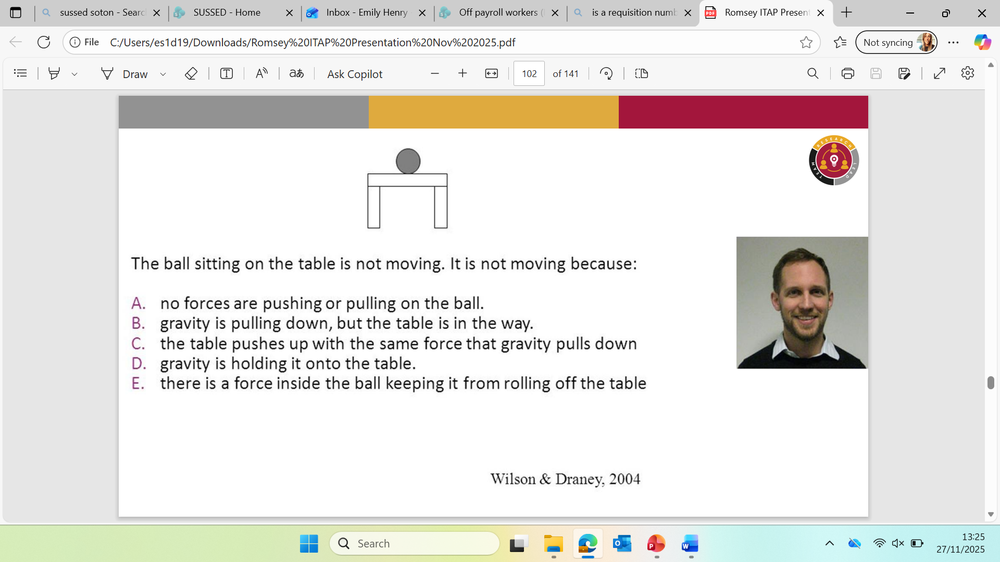 sussed soton - Searc
SUSSED - Home
Inbox - Emily Henry
Off payroll workers (
is a requisition numb
Romsey ITAP Present
File
C:/Users/es1d19/Downloads/Romsey%20ITAP%20Presentation%20Nov%202025.pdf
Not syncing
Draw
Ask Copilot
102
of 141
RESEARCH
TEAM
LEAD
The ball sitting on the table is not moving. It is not moving because:
A. no forces are pushing or pulling on the ball.
B. gravity is pulling down, but the table is in the way.
C. the table pushes up with the same force that gravity pulls down
D. gravity is holding it onto the table.
E. there is a force inside the ball keeping it from rolling off the table
Wilson & Draney, 2004
Search
13:25
27/11/2025